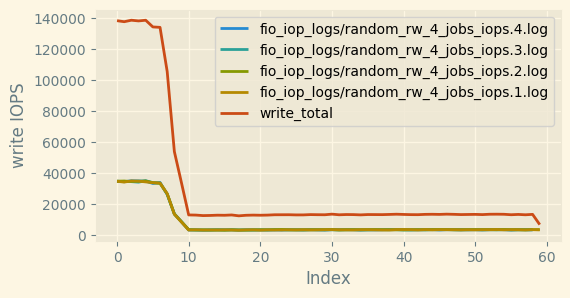 140000
120000
100000
80000
60000
40000
20000
0
write IOPS
fio_iop_logs/random_rw_4_jobs_iops.4.log
fio_iop_logs/random_rw_4_jobs_iops.3.log
fio_iop_logs/random_rw_4_jobs_iops.2.log
fio_iop_logs/random_rw_4_jobs_iops.1.log
write_total
0 10 20 30 40 50 60
Index